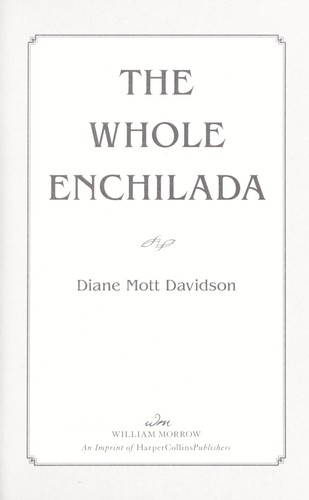 THE
WHOLE
ENCHILADA
Diane Mott Davidson
wm
WILLIAM MORROW
An Imprint of HarperCollinsPublishers